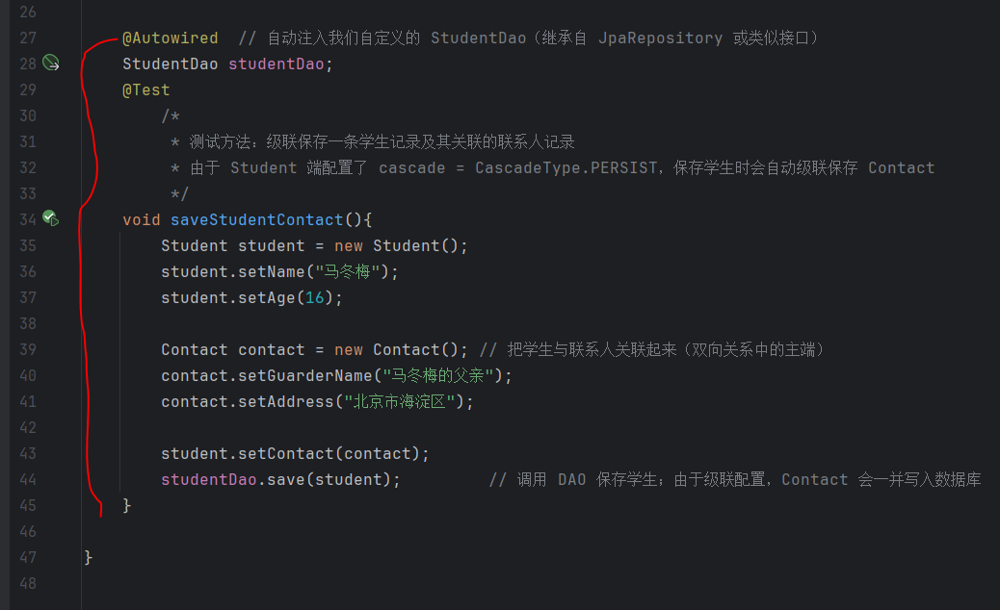 26
27 @Autowired // 自动注入我们自定义的 StudentDao（继承自 JpaRepository 或类似接口）
28 StudentDao studentDao;
29 @Test
30 /*
31 * 测试方法：级联保存一条学生记录及其关联的联系人记录
32 * 由于 Student 端配置了 cascade = CascadeType.PERSIST，保存学生时会自动级联保存 Contact
33 */
34 void saveStudentContact(){
35 Student student = new Student();
36 student.setName("马冬梅");
37 student.setAge(16);
38
39 Contact contact = new Contact(); // 把学生与联系人关联起来（双向关系中的主端）
40 contact.setGuarderName("马冬梅的父亲");
41 contact.setAddress("北京市海淀区");
42
43 student.setContact(contact);
44 studentDao.save(student); // 调用 DAO 保存学生；由于级联配置，Contact 会一并写入数据库
45 }
46
47 }
48